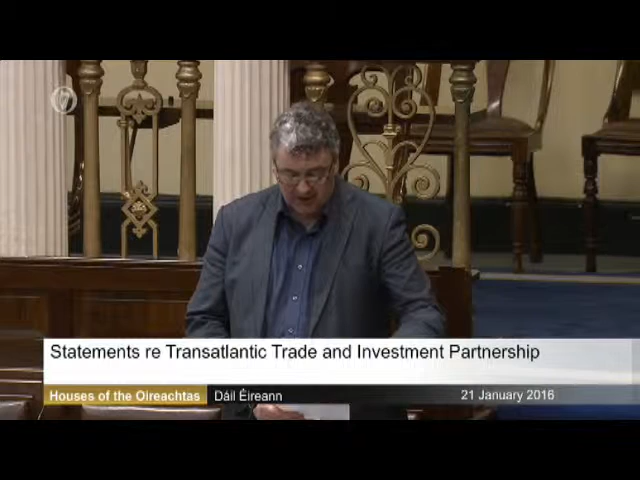 Statements re Transatlantic Trade and Investment Partnership
Houses of the Oireachtas Dáil Éireann 21 January 2016